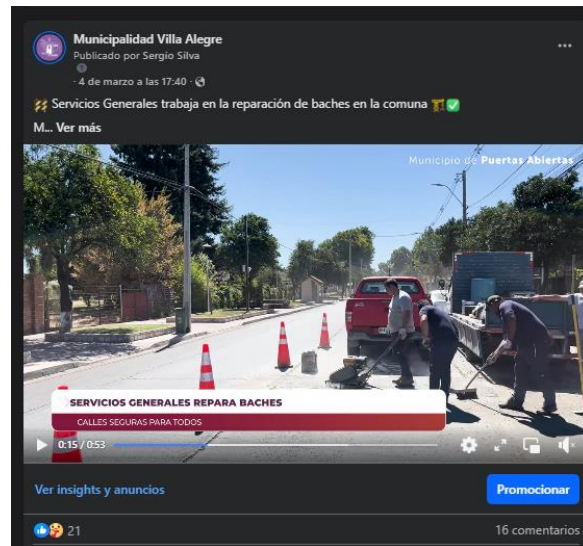 Municipalidad Villa Alegre
Publicado por Sergio Silva
· 4 de marzo a las 17:40 ·
🚧 Servicios Generales trabaja en la reparación de baches en la comuna 🏗️✅
M... Ver más
Municipio de Puertas Abiertas
SERVICIOS GENERALES REPARA BACHES
CALLES SEGURAS PARA TODOS
0:15 / 0:53
Ver insights y anuncios
Promocionar
21
16 comentarios